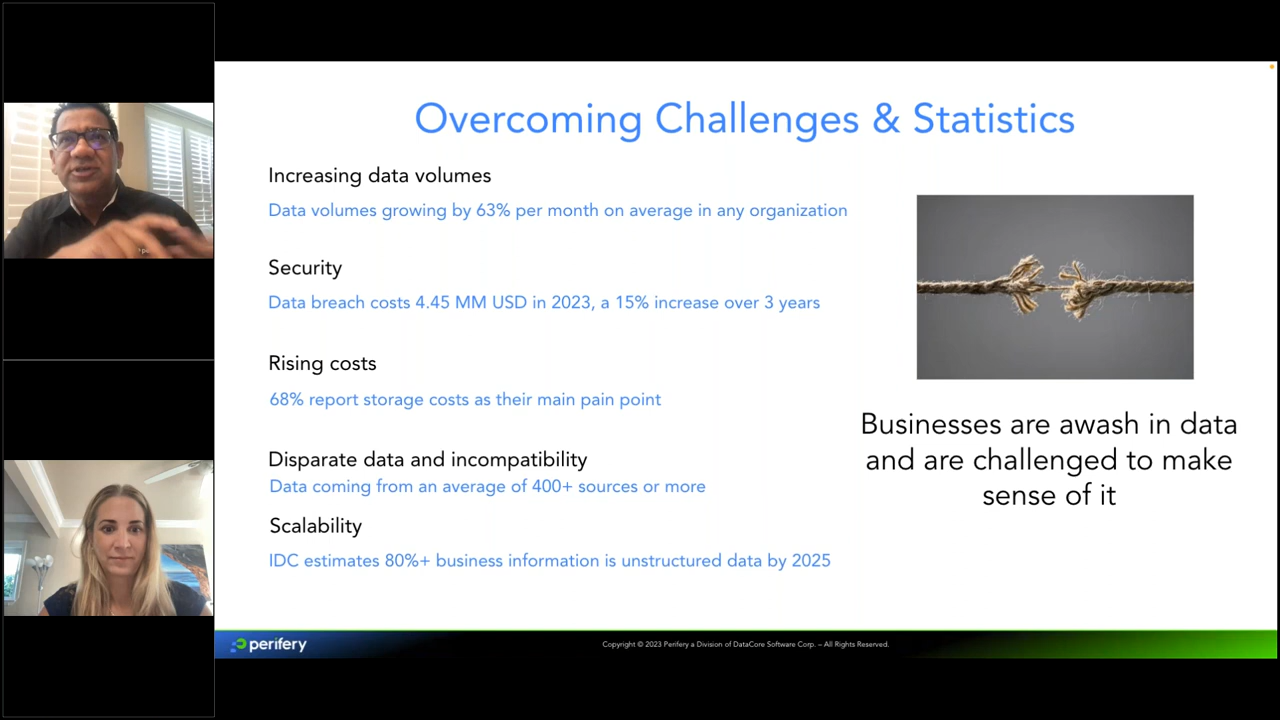 Overcoming Challenges & Statistics
Increasing data volumes
Data volumes growing by 63% per month on average in any organization
Security
Data breach costs 4.45 MM USD in 2023, a 15% increase over 3 years
Rising costs
68% report storage costs as their main pain point
Disparate data and incompatibility
Data coming from an average of 400+ sources or more
Scalability
IDC estimates 80%+ business information is unstructured data by 2025
Businesses are awash in data
and are challenged to make
sense of it
perifery
Copyright © 2023 Perifery a Division of DataCore Software Corp. – All Rights Reserved.